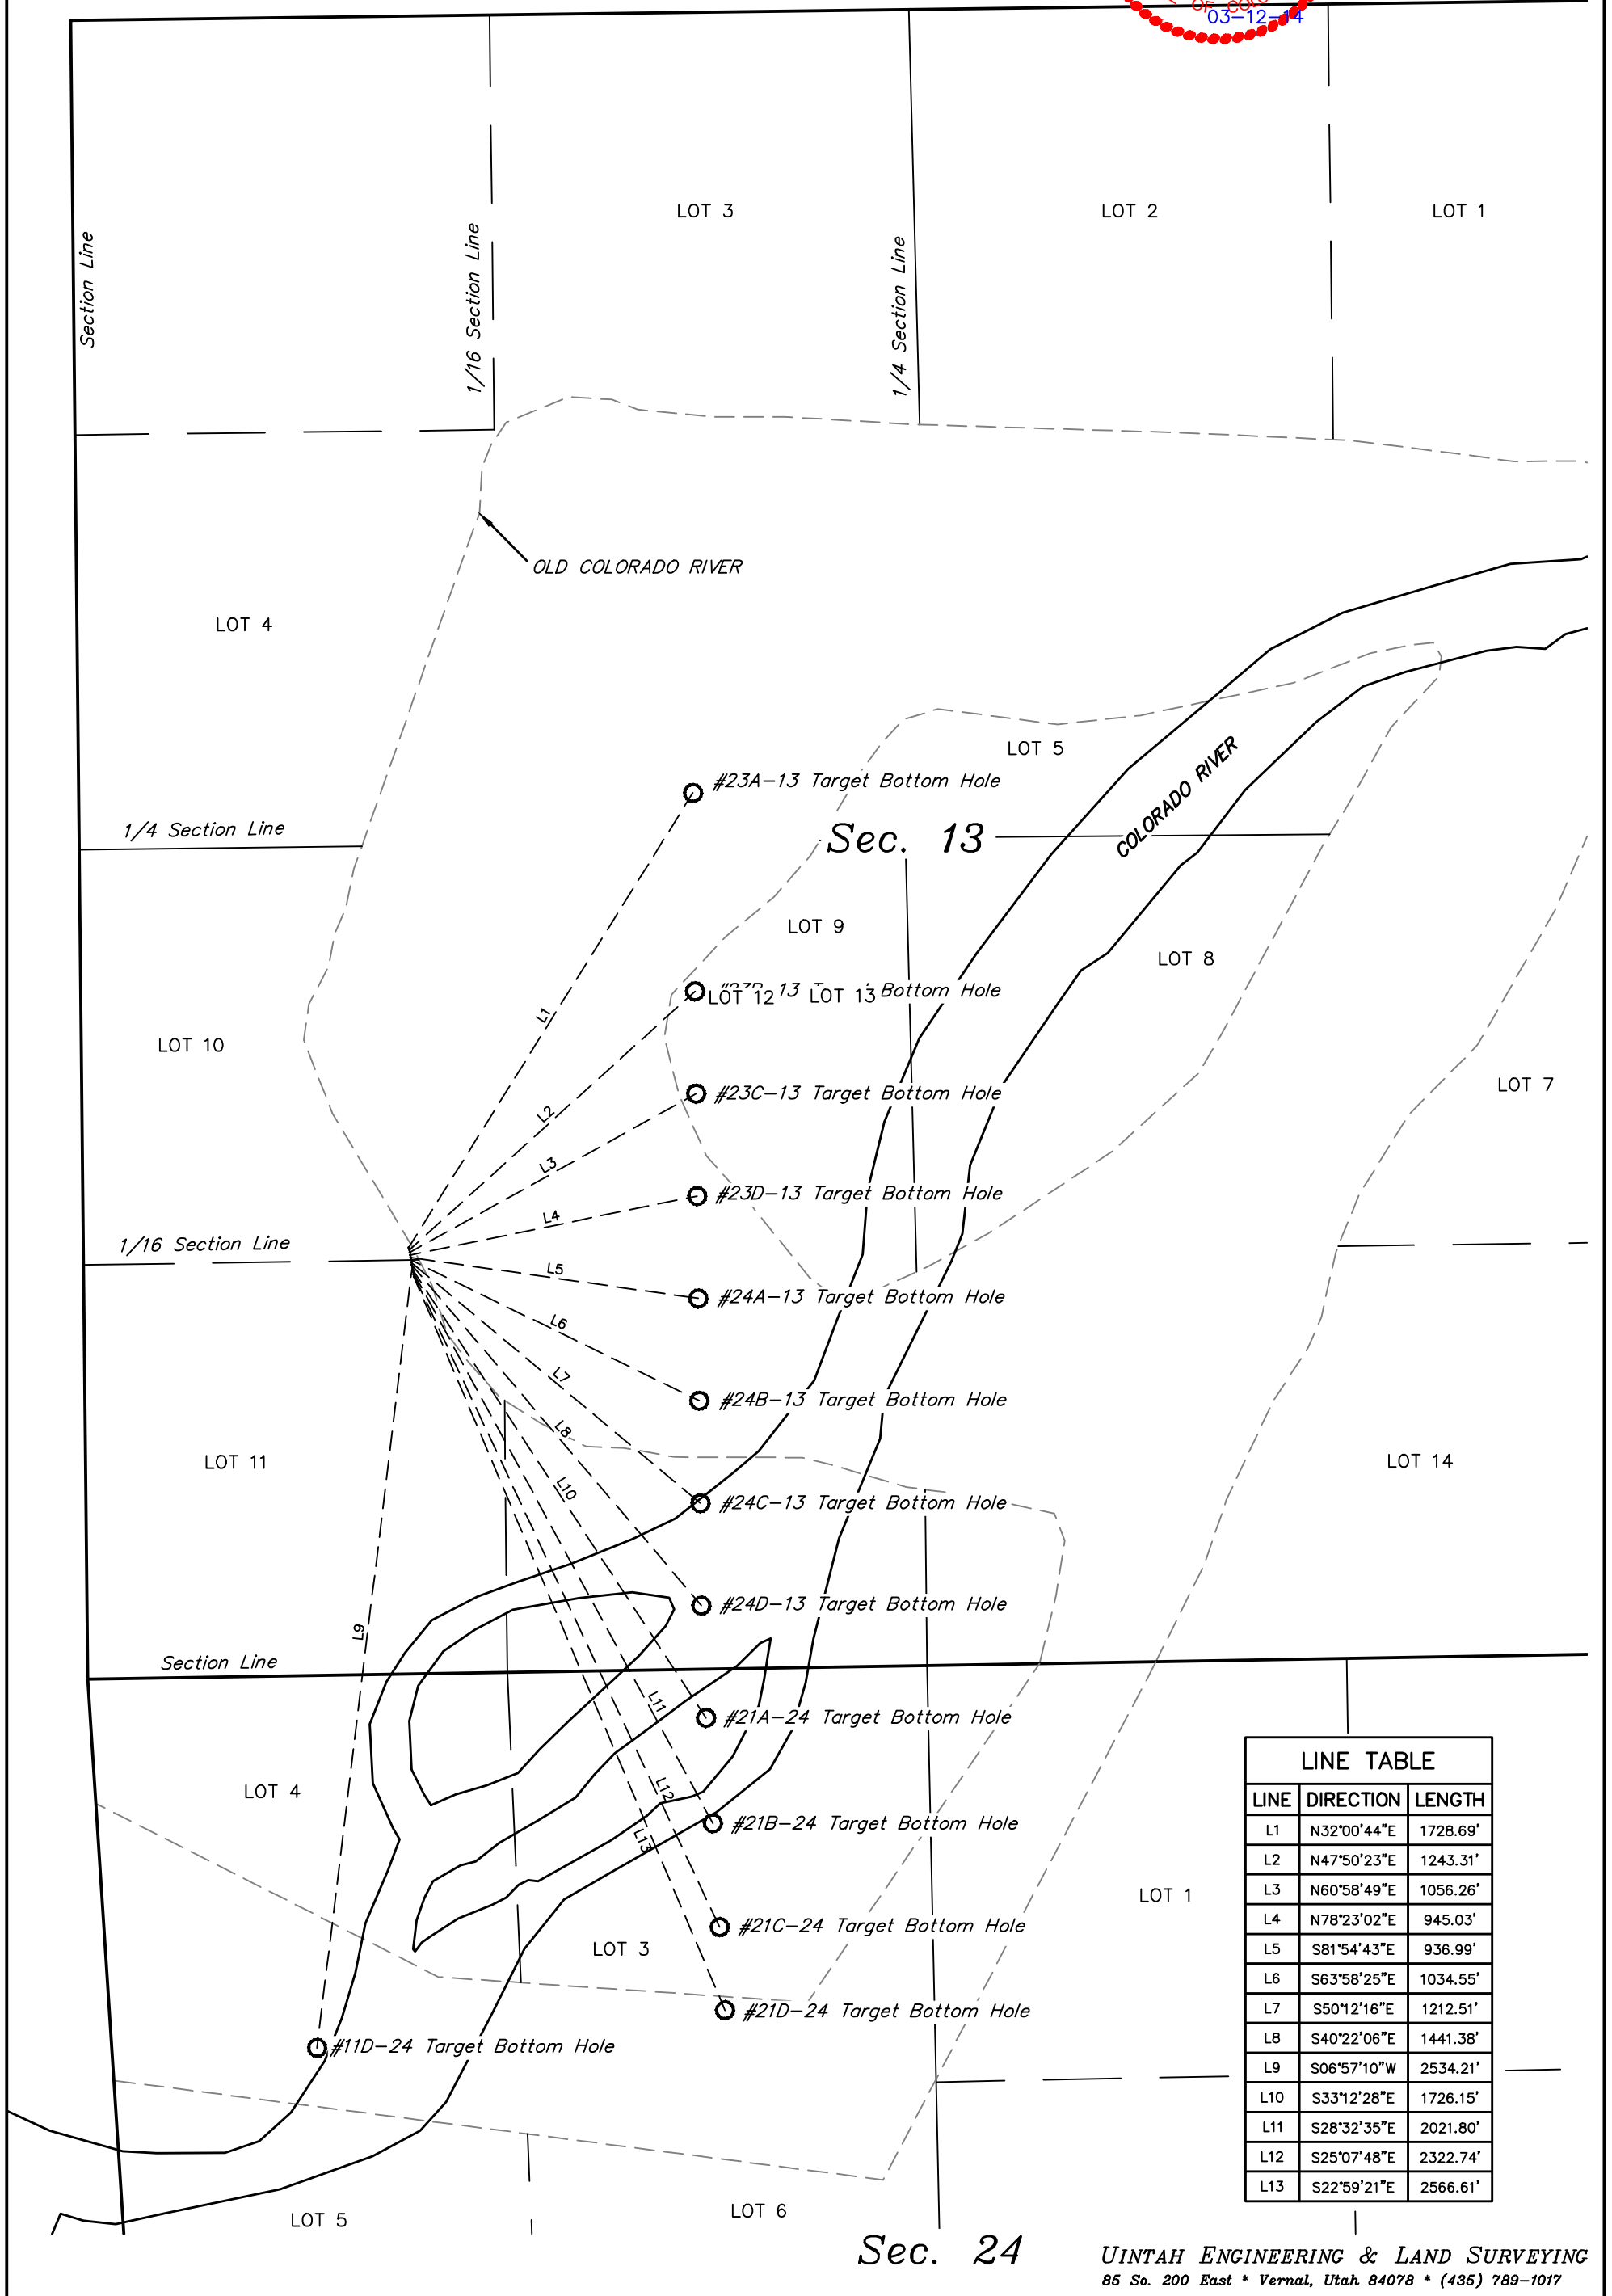 OF COL
03-12-14
LOT 3
LOT 2
LOT 1
Section Line
1/16 Section Line
1/4 Section Line
OLD COLORADO RIVER
LOT 4
LOT 5
COLORADO RIVER
#23A-13 Target Bottom Hole
1/4 Section Line
Sec. 13
LOT 9
LOT 8
LOT 12
LOT 13
Bottom Hole
L1
LOT 10
LOT 7
#23C-13 Target Bottom Hole
L2
L3
#23D-13 Target Bottom Hole
L4
1/16 Section Line
L5
#24A-13 Target Bottom Hole
L6
L7
#24B-13 Target Bottom Hole
L8
LOT 11
LOT 14
L10
#24C-13 Target Bottom Hole
#24D-13 Target Bottom Hole
L9
Section Line
L11
#21A-24 Target Bottom Hole
LOT 4
L12
#21B-24 Target Bottom Hole
L13
LOT 1
#21C-24 Target Bottom Hole
LOT 3
#21D-24 Target Bottom Hole
#11D-24 Target Bottom Hole
LINE TABLE
LINE DIRECTION LENGTH
L1 N32°00'44"E 1728.69'
L2 N47°50'23"E 1243.31'
L3 N60°58'49"E 1056.26'
L4 N78°23'02"E 945.03'
L5 S81°54'43"E 936.99'
L6 S63°58'25"E 1034.55'
L7 S50°12'16"E 1212.51'
L8 S40°22'06"E 1441.38'
L9 S06°57'10"W 2534.21'
L10 S33°12'28"E 1726.15'
L11 S28°32'35"E 2021.80'
L12 S25°07'48"E 2322.74'
L13 S22°59'21"E 2566.61'
LOT 5
LOT 6
Sec. 24
UINTAH ENGINEERING & LAND SURVEYING
85 So. 200 East * Vernal, Utah 84078 * (435) 789-1017